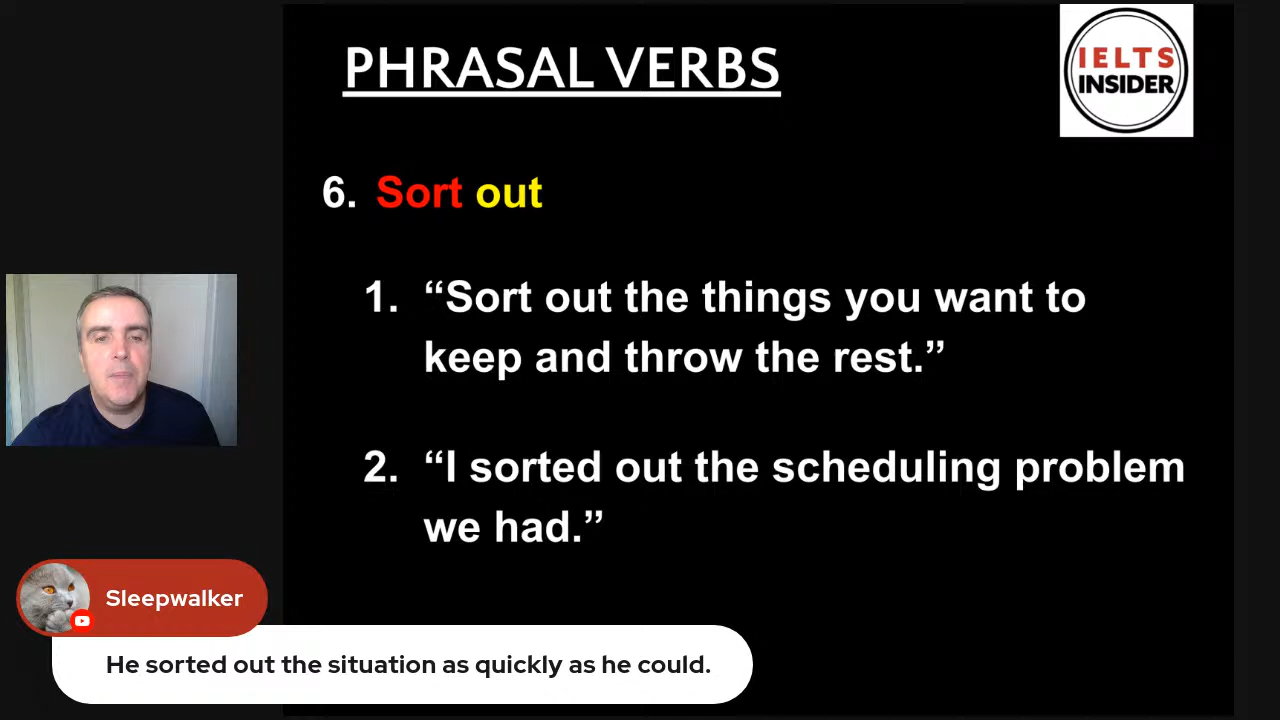 PHRASAL VERBS
IELTS
INSIDER
6. Sort out
1. “Sort out the things you want to
keep and throw the rest.”
2. “I sorted out the scheduling problem
we had.”
Sleepwalker
He sorted out the situation as quickly as he could.